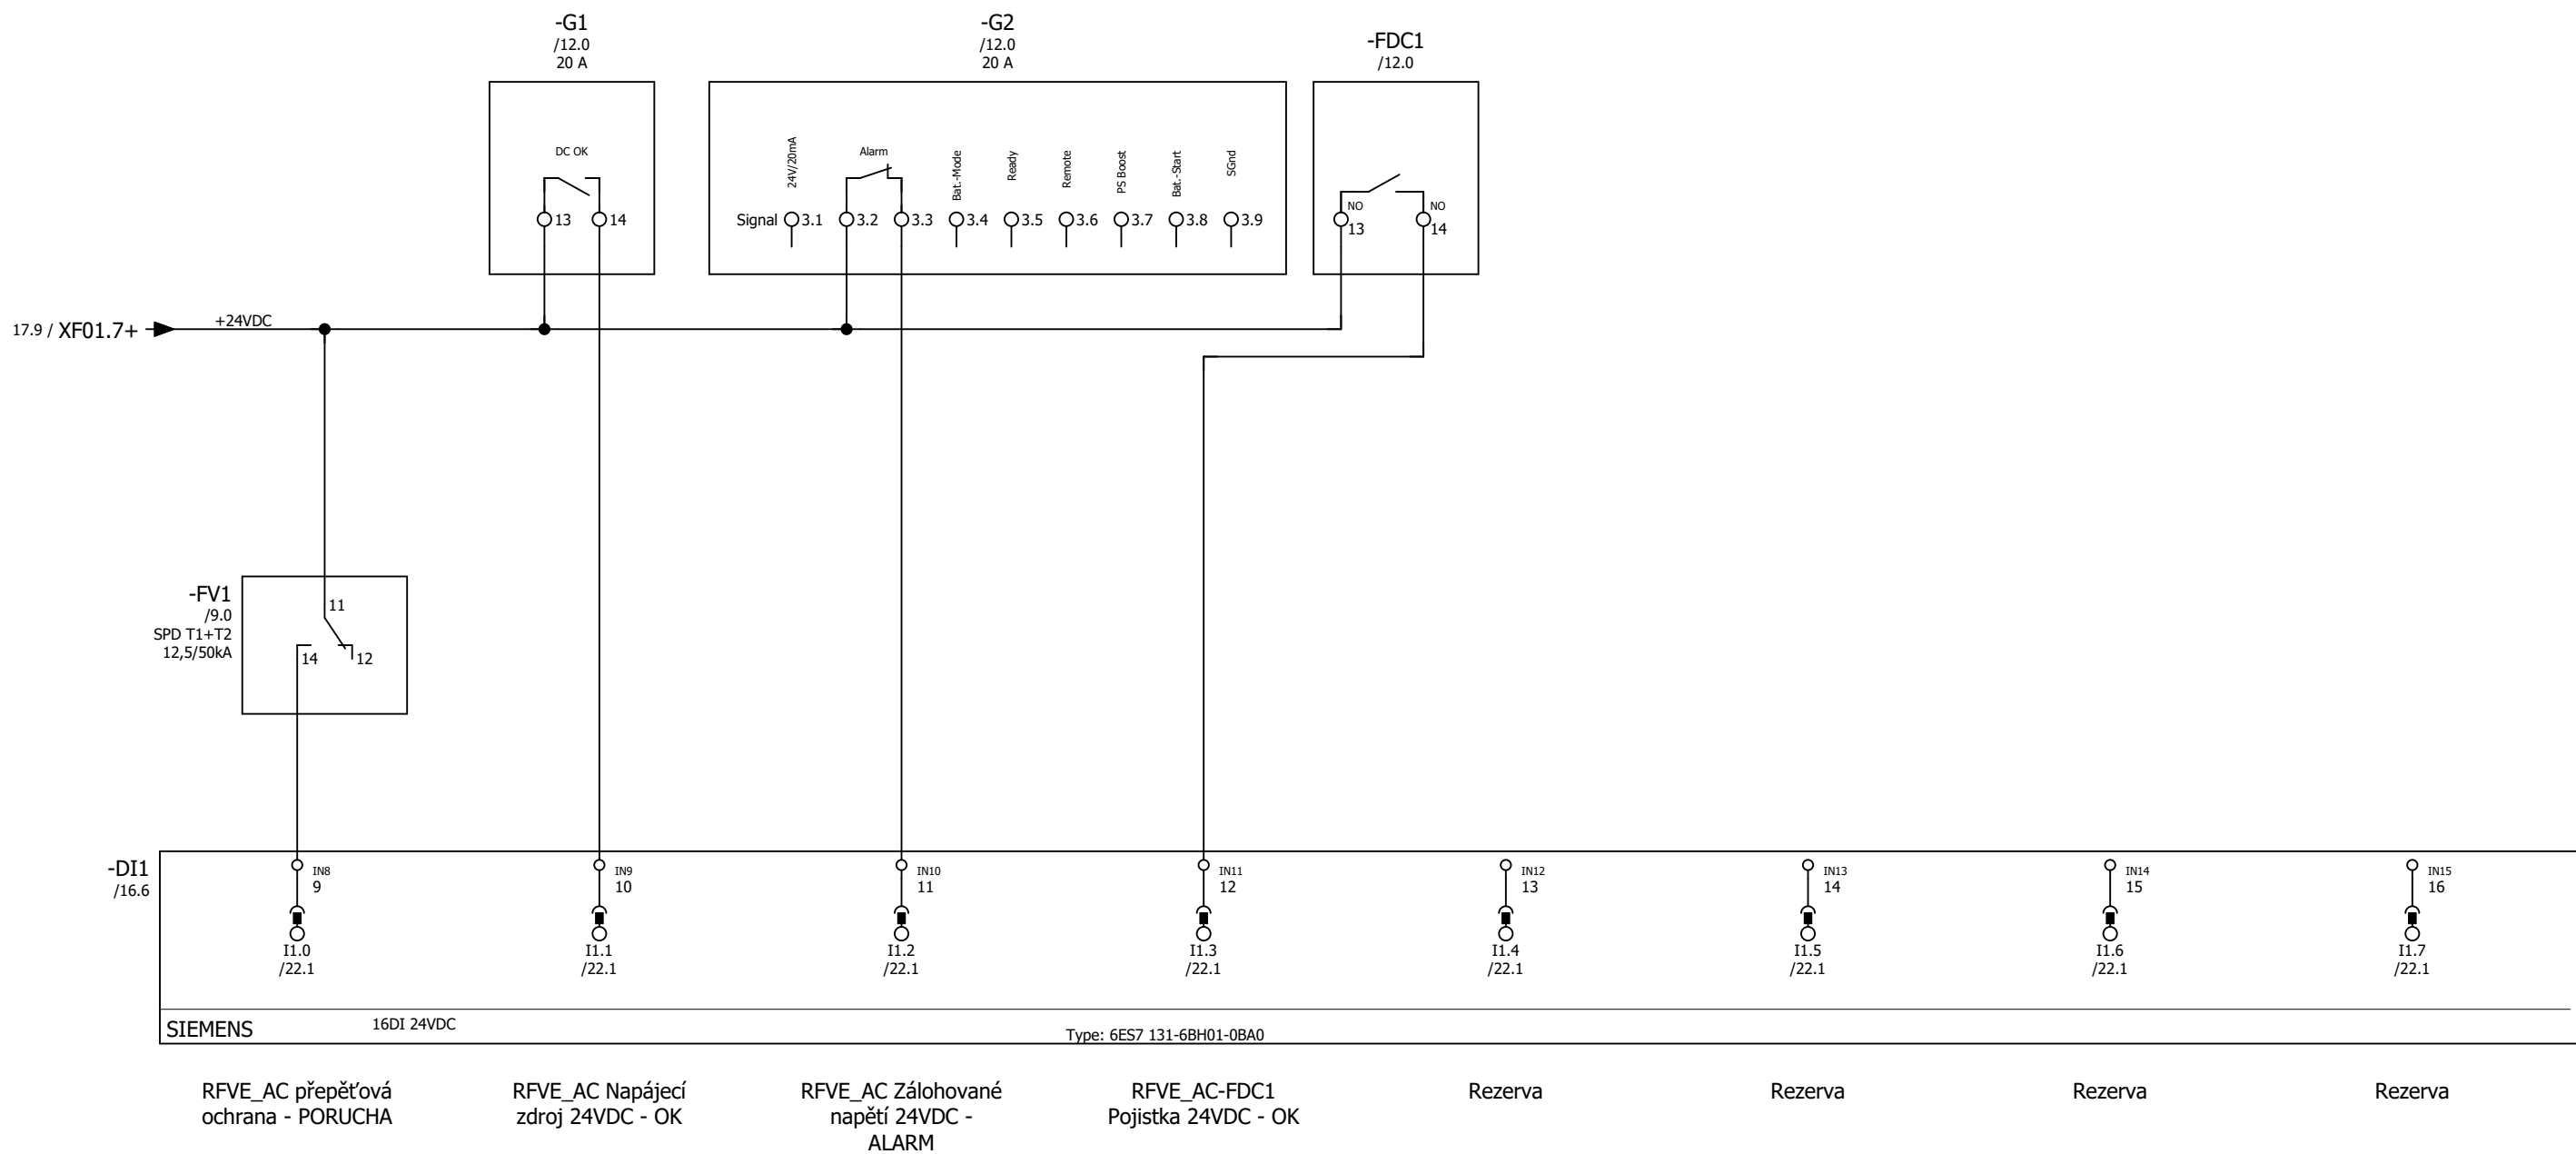 -G1
/12.0
20 A
-G2
/12.0
20 A
-FDC1
/12.0
DC OK
13
14
24V/20mA
Alarm
Bat.-Mode
Ready
Remote
PS Boost
Bat.-Start
SGnd
Signal
3.1
3.2
3.3
3.4
3.5
3.6
3.7
3.8
3.9
NO
13
NO
14
17.9 / XF01.7+
+24VDC
-FV1
/9.0
SPD T1+T2
12,5/50kA
11
14
12
-DI1
/16.6
IN8
9
IN9
10
IN10
11
IN11
12
IN12
13
IN13
14
IN14
15
IN15
16
I1.0
/22.1
I1.1
/22.1
I1.2
/22.1
I1.3
/22.1
I1.4
/22.1
I1.5
/22.1
I1.6
/22.1
I1.7
/22.1
SIEMENS
16DI 24VDC
Type: 6ES7 131-6BH01-0BA0
RFVE_AC přepěťová
ochrana - PORUCHA
RFVE_AC Napájecí
zdroj 24VDC - OK
RFVE_AC Zálohované
napětí 24VDC -
ALARM
RFVE_AC-FDC1
Pojistka 24VDC - OK
Rezerva
Rezerva
Rezerva
Rezerva